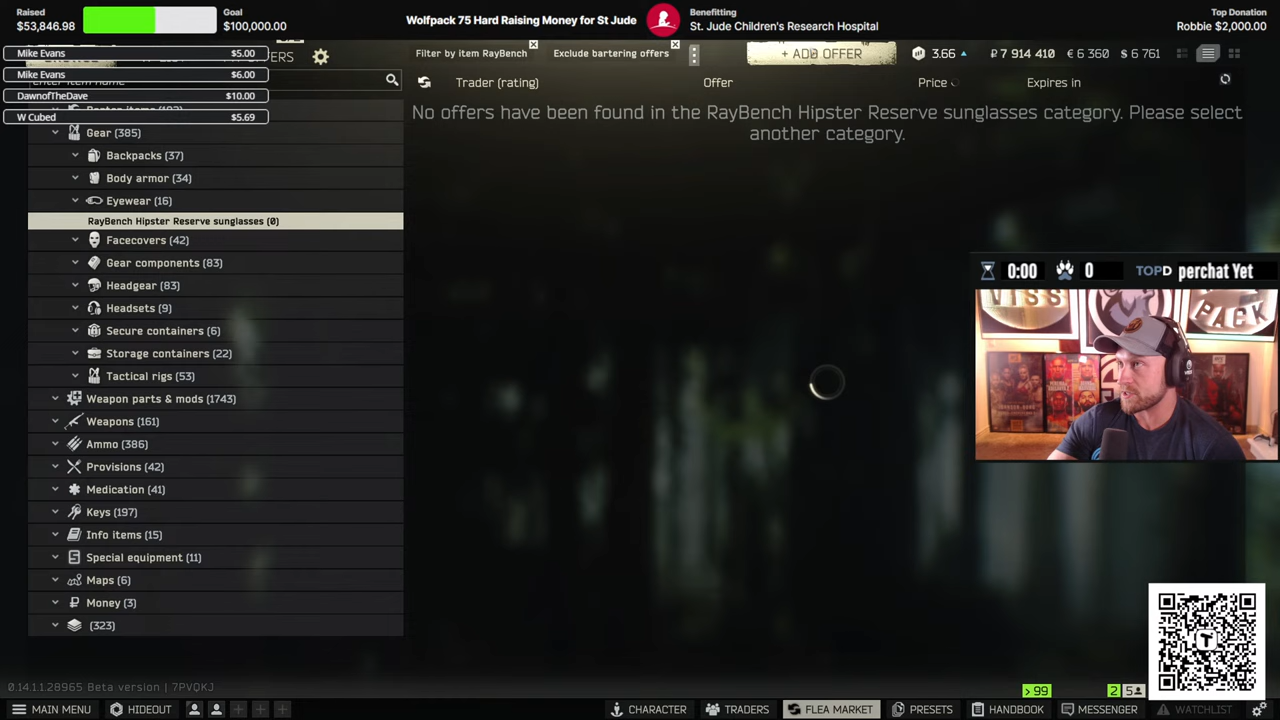 Raised
$53,846.98
Goal
$100,000.00
Wolfpack 75 Hard Raising Money for St Jude
Benefitting
St. Jude Children's Research Hospital
Top Donation
Robbie $2,000.00
Mike Evans $5.00
Mike Evans $6.00
DawnofTheDave $10.00
W Cubed $5.69
Filter by item RayBench
Exclude bartering offers
+ ADD OFFER
3.66
₽ 7 914 410
€ 6 360
$ 6 761
Trader (rating)
Offer
Price
Expires in
No offers have been found in the RayBench Hipster Reserve sunglasses category. Please select
another category.
Gear (385)
Backpacks (37)
Body armor (34)
Eyewear (16)
RayBench Hipster Reserve sunglasses (0)
Facecovers (42)
Gear components (83)
Headgear (83)
Headsets (9)
Secure containers (6)
Storage containers (22)
Tactical rigs (53)
Weapon parts & mods (1743)
Weapons (161)
Ammo (386)
Provisions (42)
Medication (41)
Keys (197)
Info items (15)
Special equipment (11)
Maps (6)
Money (3)
(323)
0:00
0
TOPD perchat Yet
VISS
PACK
0.14.1.1.28965 Beta version | 7PVQKJ
> 99
2
5
MAIN MENU
HIDEOUT
CHARACTER
TRADERS
FLEA MARKET
PRESETS
HANDBOOK
MESSENGER
WATCHLIST